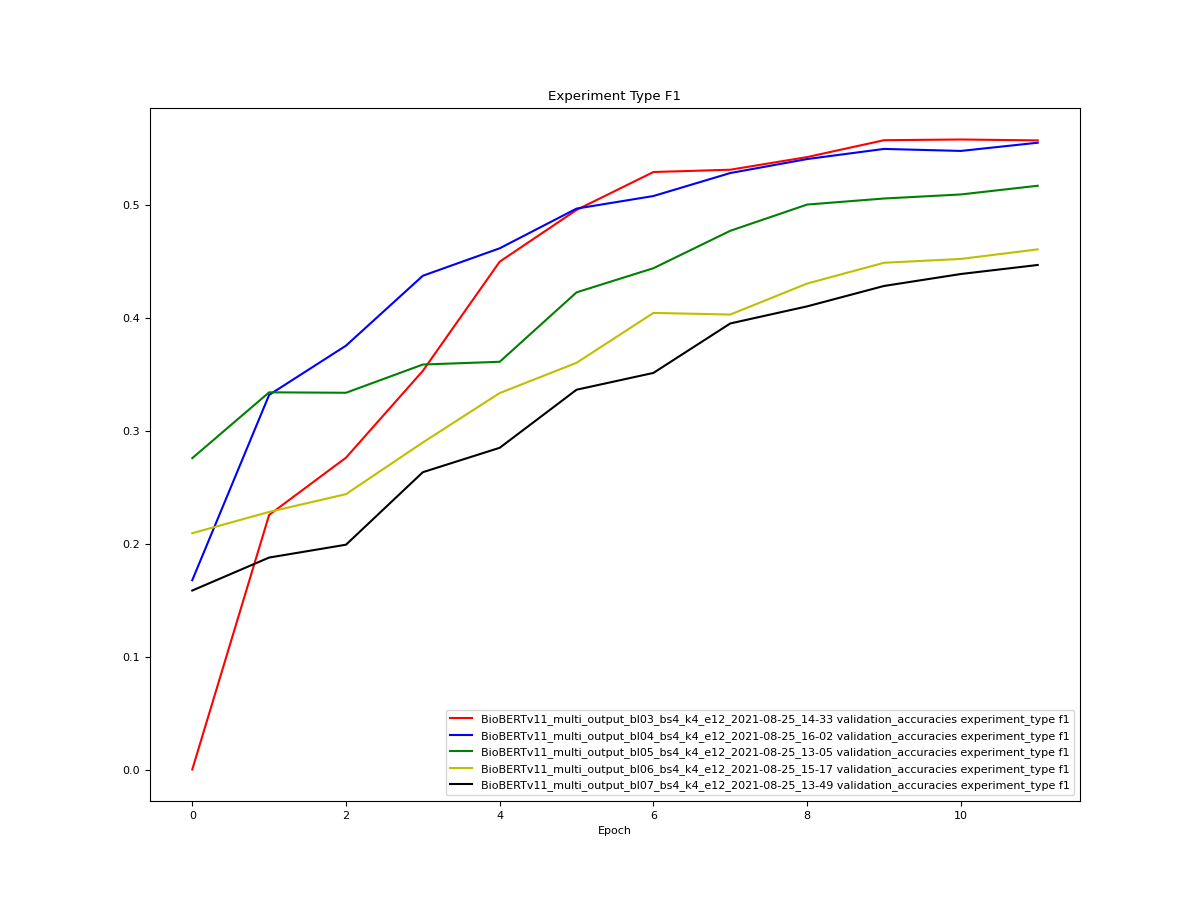 Experiment Type F1
0.5
0.4
0.3
0.2
0.1
0.0
BioBERTv11_multi_output_bl03_bs4_k4_e12_2021-08-25_14-33 validation_accuracies experiment_type f1
BioBERTv11_multi_output_bl04_bs4_k4_e12_2021-08-25_16-02 validation_accuracies experiment_type f1
BioBERTv11_multi_output_bl05_bs4_k4_e12_2021-08-25_13-05 validation_accuracies experiment_type f1
BioBERTv11_multi_output_bl06_bs4_k4_e12_2021-08-25_15-17 validation_accuracies experiment_type f1
BioBERTv11_multi_output_bl07_bs4_k4_e12_2021-08-25_13-49 validation_accuracies experiment_type f1
0 2 4 6 8 10
Epoch